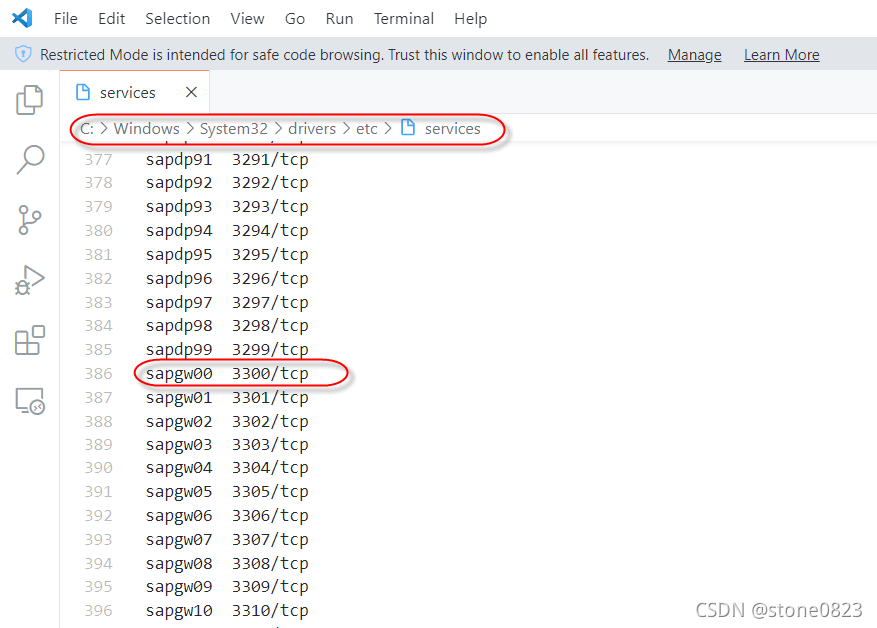 File Edit Selection View Go Run Terminal Help
Restricted Mode is intended for safe code browsing. Trust this window to enable all features. Manage Learn More
services
C: > Windows > System32 > drivers > etc > services
377 sapdp91 3291/tcp
378 sapdp92 3292/tcp
379 sapdp93 3293/tcp
380 sapdp94 3294/tcp
381 sapdp95 3295/tcp
382 sapdp96 3296/tcp
383 sapdp97 3297/tcp
384 sapdp98 3298/tcp
385 sapdp99 3299/tcp
386 sapgw00 3300/tcp
387 sapgw01 3301/tcp
388 sapgw02 3302/tcp
389 sapgw03 3303/tcp
390 sapgw04 3304/tcp
391 sapgw05 3305/tcp
392 sapgw06 3306/tcp
393 sapgw07 3307/tcp
394 sapgw08 3308/tcp
395 sapgw09 3309/tcp
396 sapgw10 3310/tcp
CSDN @stone0823